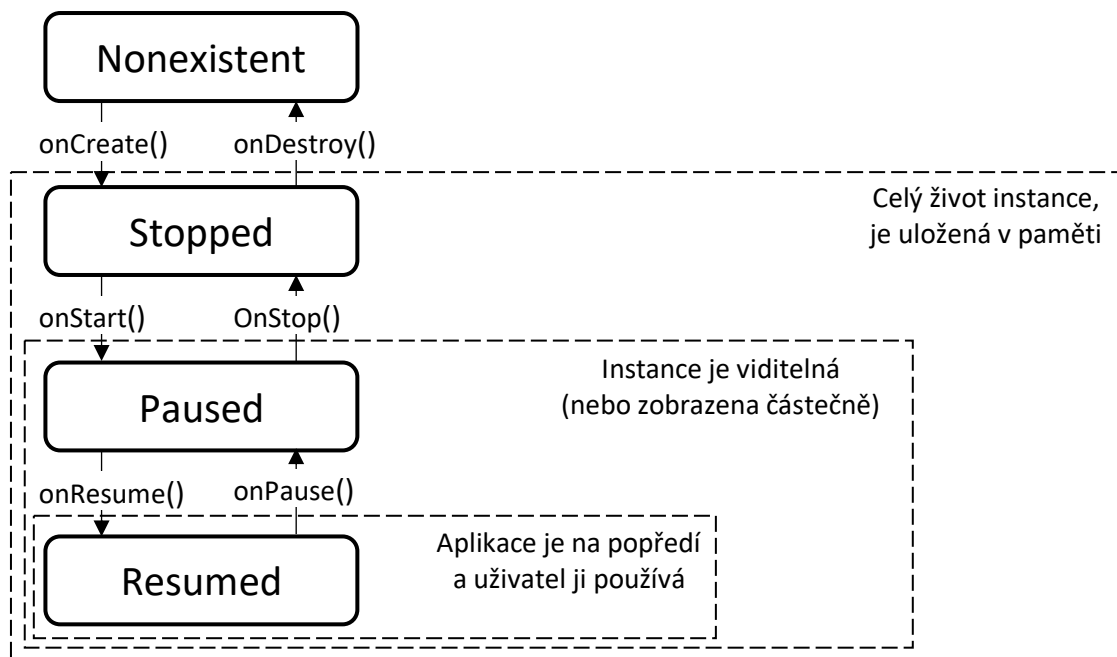 Nonexistent
onCreate()
onDestroy()
Stopped
Celý život instance,
je uložená v paměti
onStart()
OnStop()
Paused
Instance je viditelná
(nebo zobrazena částečně)
onResume()
onPause()
Resumed
Aplikace je na popředí
a uživatel ji používá